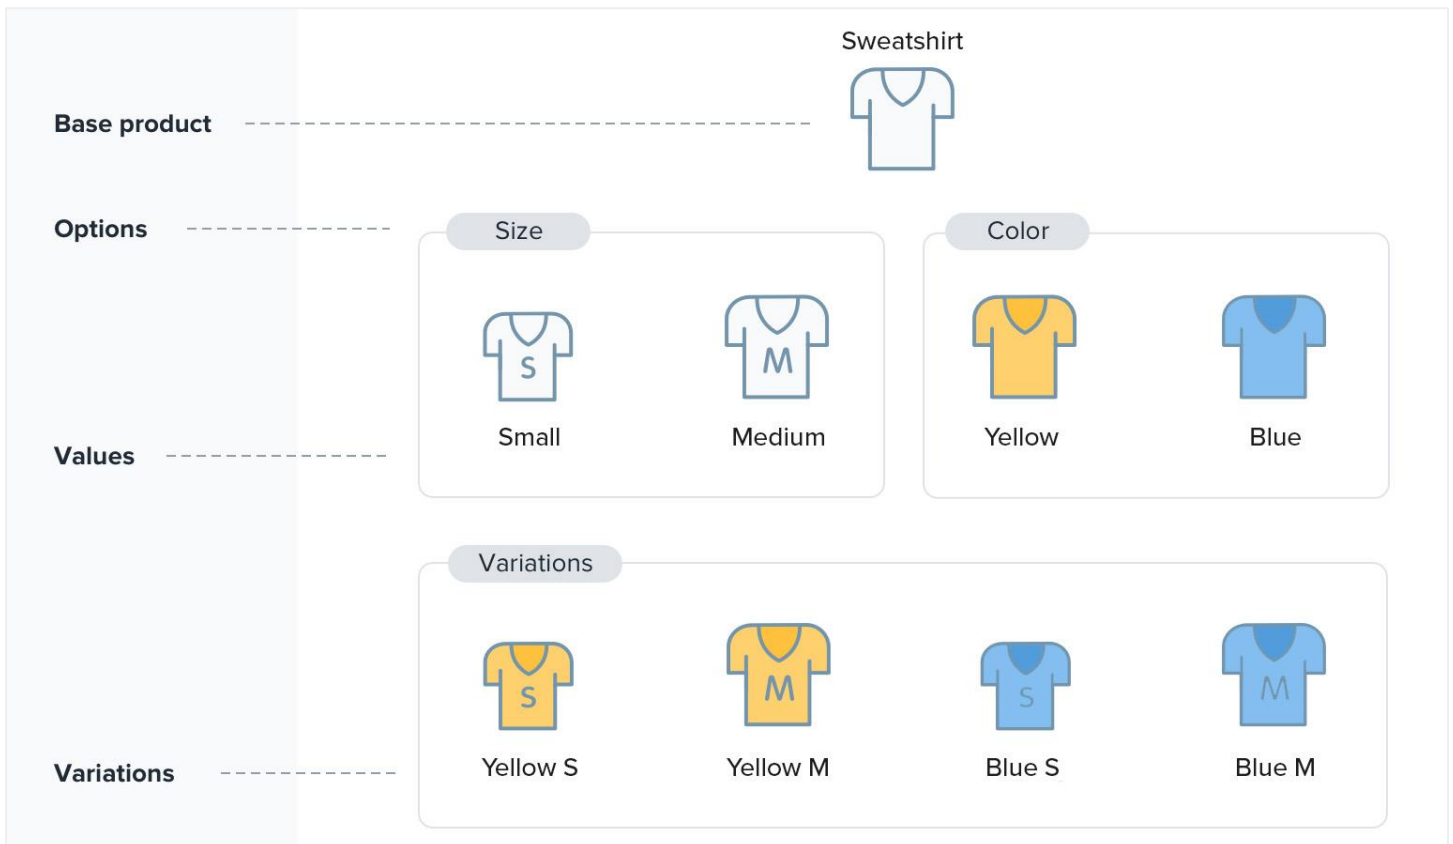 Sweatshirt
Base product
Options
Size
Color
S
M
Small
Medium
Yellow
Blue
Values
Variations
S
M
S
M
Yellow S
Yellow M
Blue S
Blue M
Variations